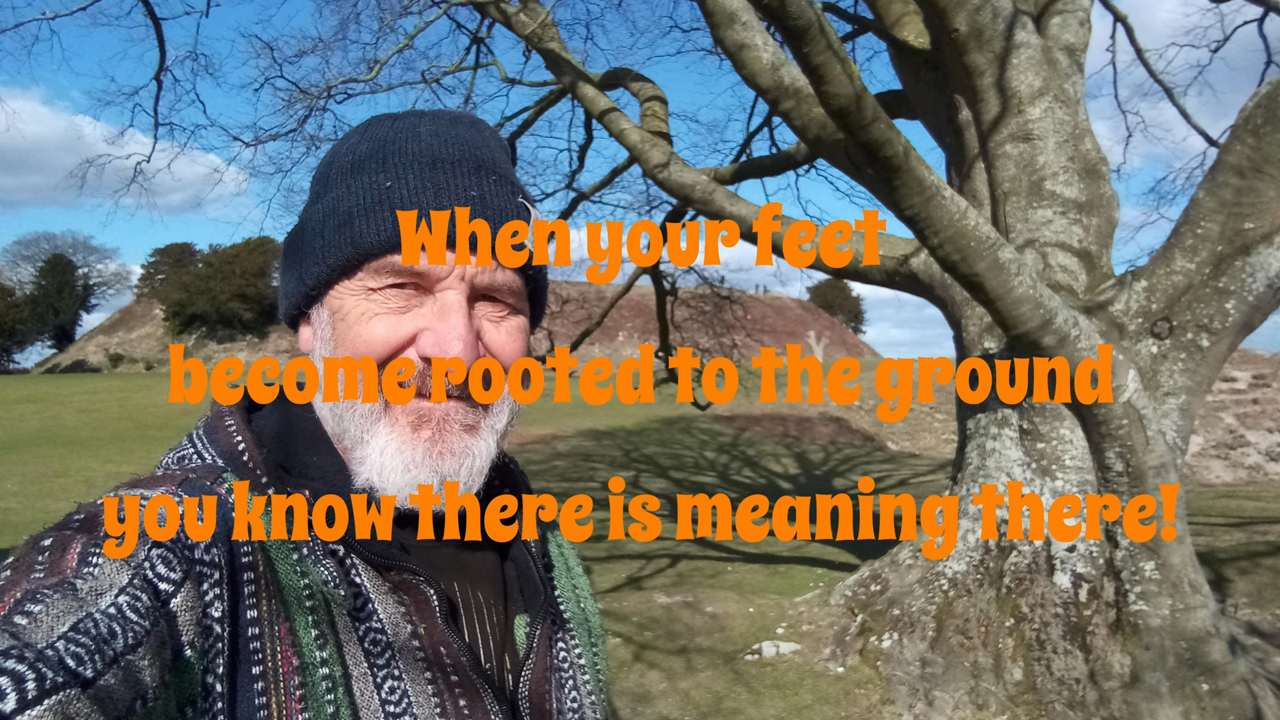 When your feet
become rooted to the ground
you know there is meaning there!